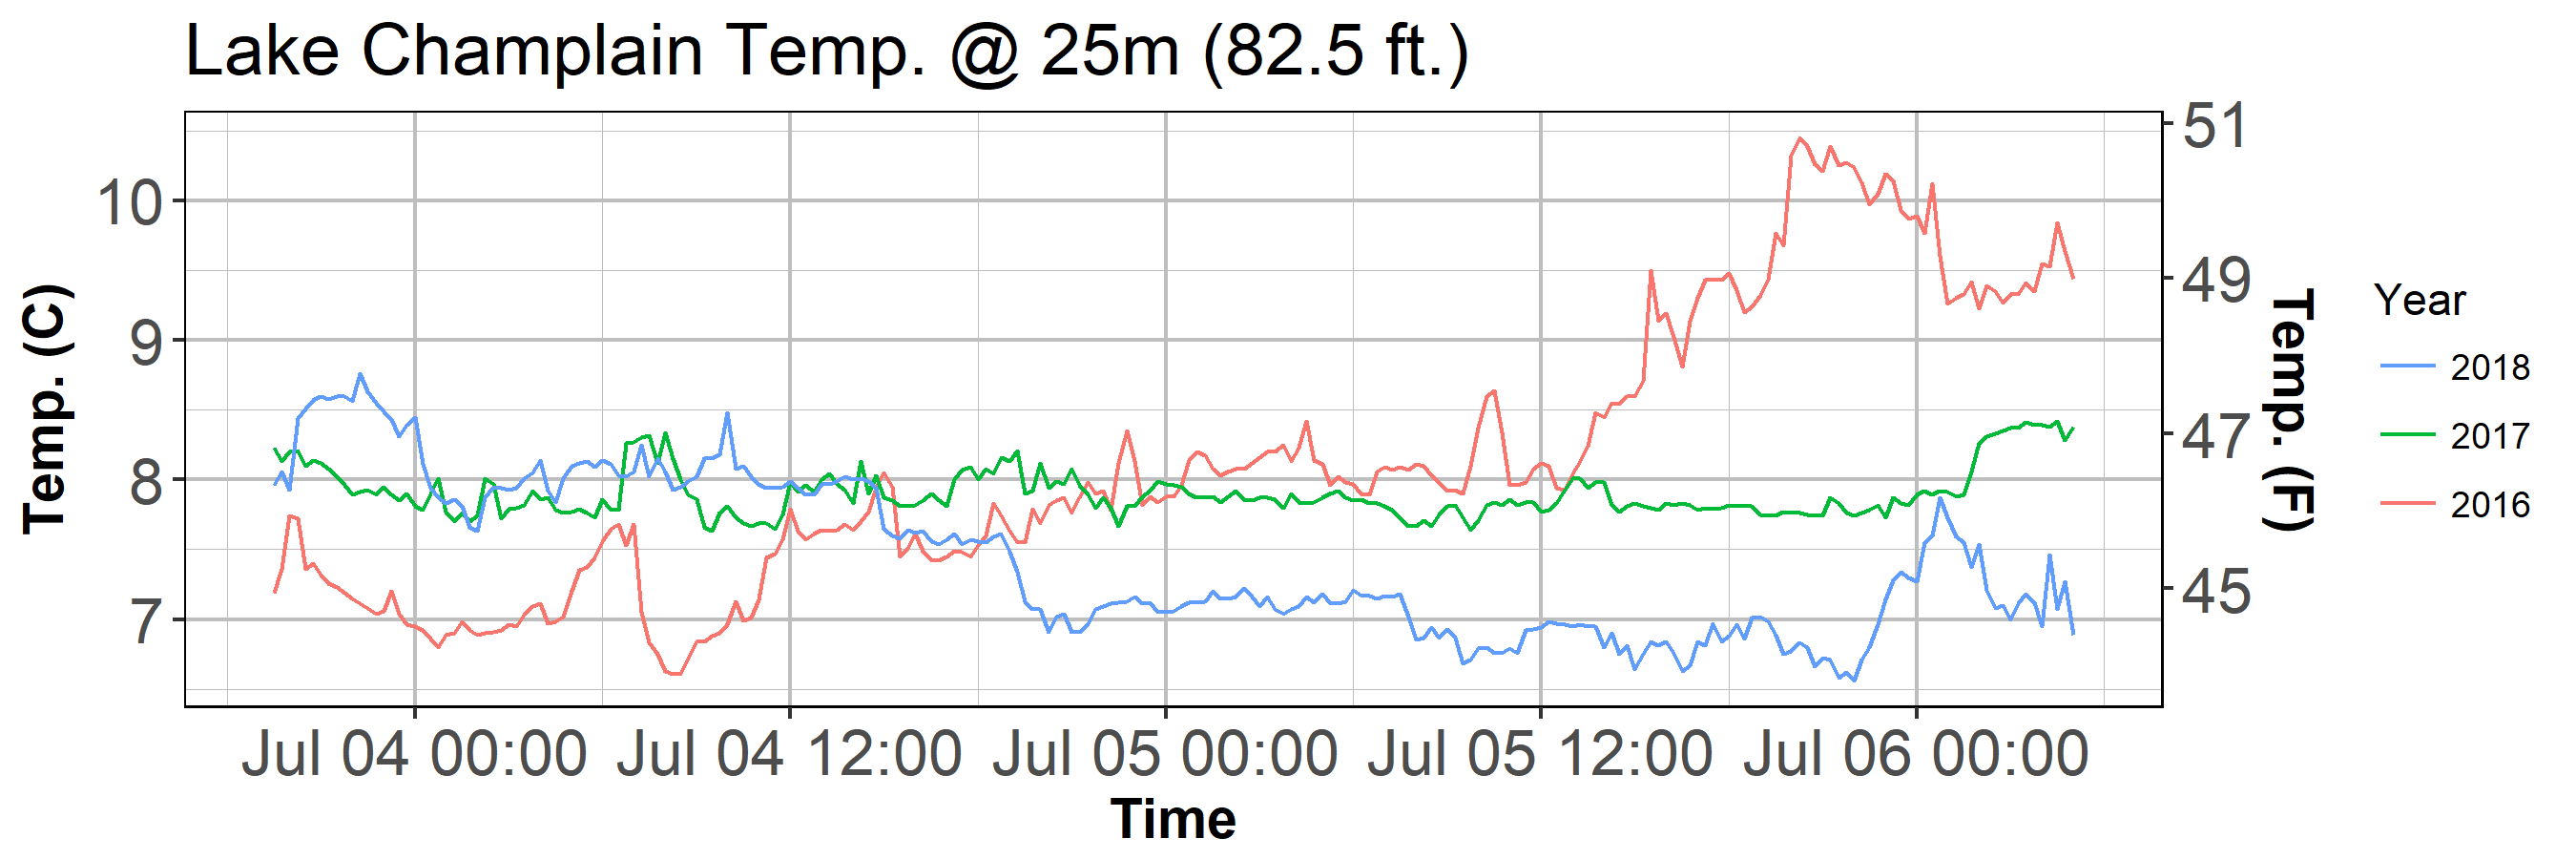 Lake Champlain Temp. @ 25m (82.5 ft.)
Temp. (C)
10
9
8
7
51
49
47
45
Temp. (F)
Year
2018
2017
2016
Jul 04 00:00 Jul 04 12:00 Jul 05 00:00 Jul 05 12:00 Jul 06 00:00
Time